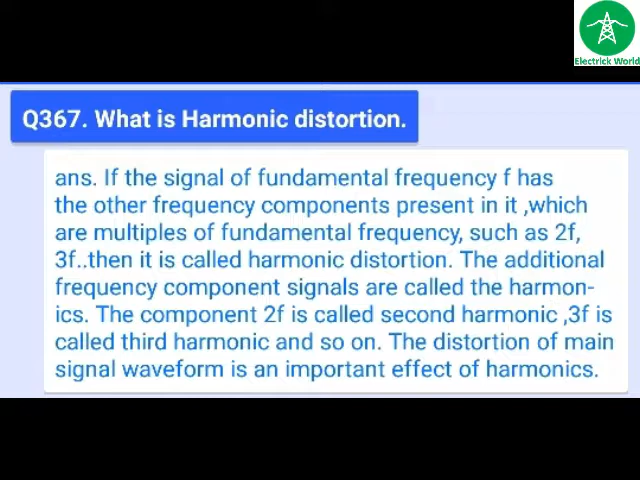 Electrick World
Q367. What is Harmonic distortion.
ans. If the signal of fundamental frequency f has
the other frequency components present in it ,which
are multiples of fundamental frequency, such as 2f,
3f..then it is called harmonic distortion. The additional
frequency component signals are called the harmon-
ics. The component 2f is called second harmonic ,3f is
called third harmonic and so on. The distortion of main
signal waveform is an important effect of harmonics.